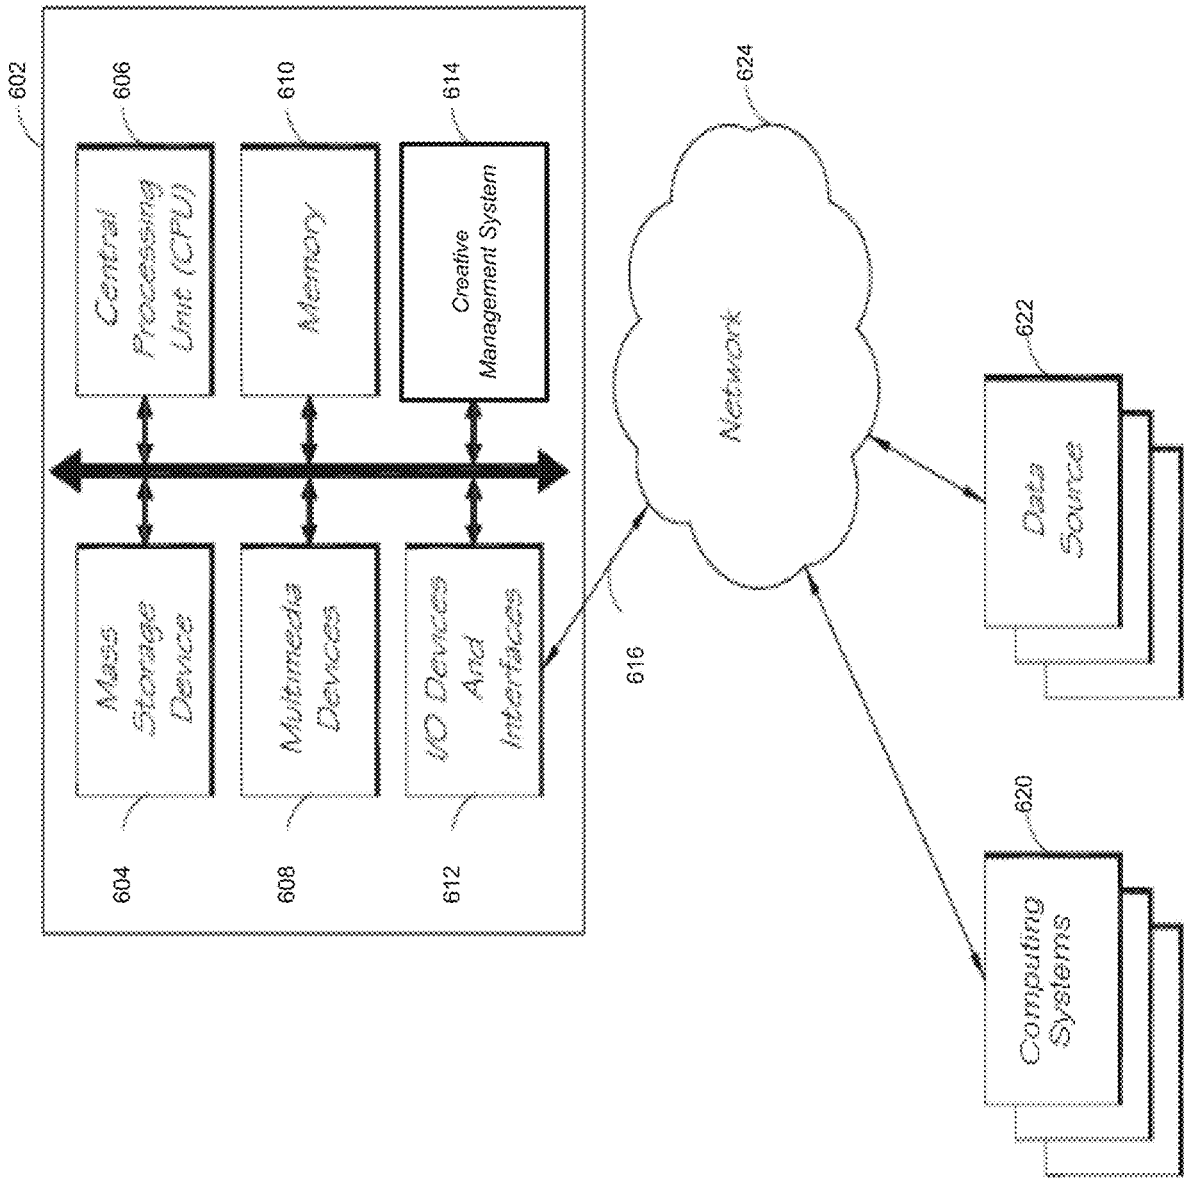 602
604
Mass
Storage
Device
Central
Processing
Unit (CPU)
606
608
Multimedia
Devices
Memory
610
612
I/O Devices
And
Interfaces
Creative
Management System
614
616
Network
624
Computing
Systems
620
Data
Source
622